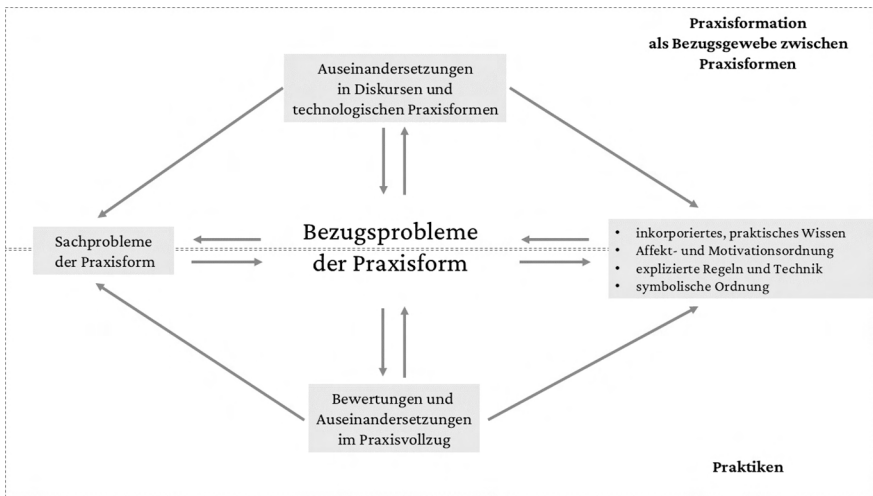 Praxisformation
als Bezugsgewebe zwischen
Praxisformen
Auseinandersetzungen
in Diskursen und
technologischen Praxisformen
Sachprobleme
der Praxisform
Bezugsprobleme
der Praxisform
• inkorporiertes, praktisches Wissen
• Affekt- und Motivationsordnung
• explizierte Regeln und Technik
• symbolische Ordnung
Bewertungen und
Auseinandersetzungen
im Praxisvollzug
Praktiken